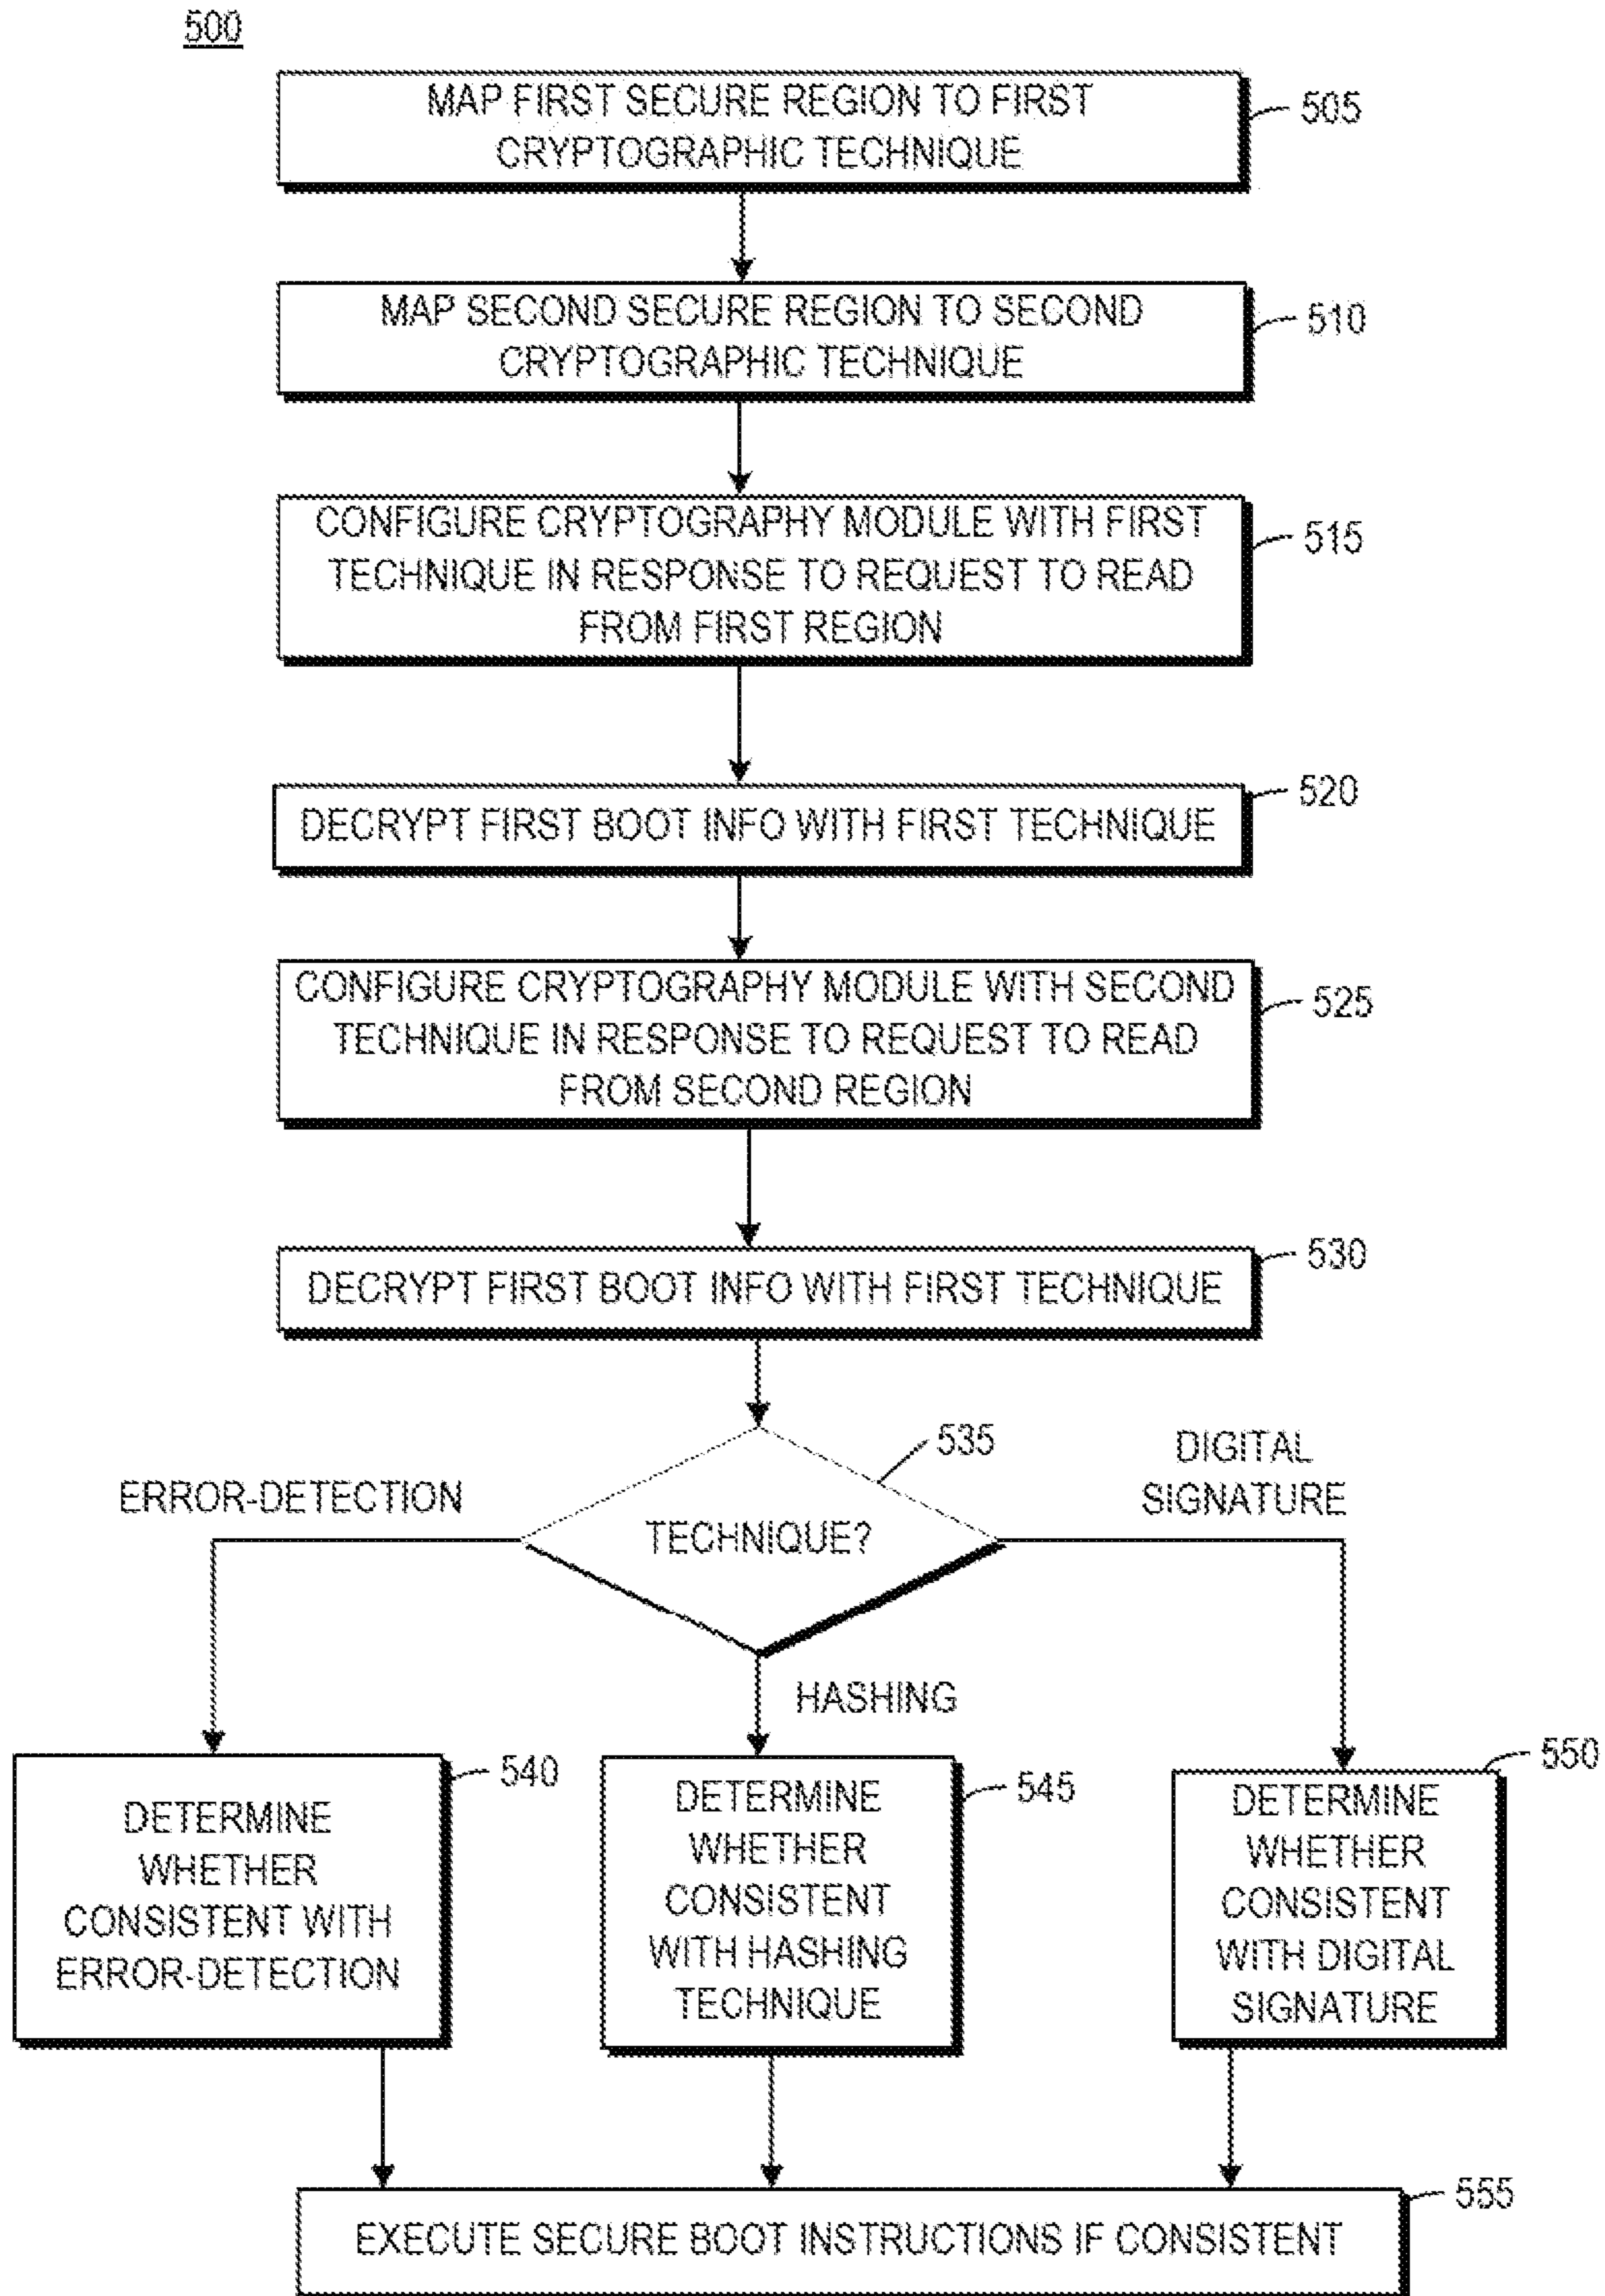 500
MAP FIRST SECURE REGION TO FIRST
CRYPTOGRAPHIC TECHNIQUE
505
MAP SECOND SECURE REGION TO SECOND
CRYPTOGRAPHIC TECHNIQUE
510
CONFIGURE CRYPTOGRAPHY MODULE WITH FIRST
TECHNIQUE IN RESPONSE TO REQUEST TO READ
FROM FIRST REGION
515
DECRYPT FIRST BOOT INFO WITH FIRST TECHNIQUE
520
CONFIGURE CRYPTOGRAPHY MODULE WITH SECOND
TECHNIQUE IN RESPONSE TO REQUEST TO READ
FROM SECOND REGION
525
DECRYPT FIRST BOOT INFO WITH FIRST TECHNIQUE
530
TECHNIQUE?
535
ERROR-DETECTION
HASHING
DIGITAL
SIGNATURE
DETERMINE
WHETHER
CONSISTENT WITH
ERROR-DETECTION
540
DETERMINE
WHETHER
CONSISTENT
WITH HASHING
TECHNIQUE
545
DETERMINE
WHETHER
CONSISTENT
WITH DIGITAL
SIGNATURE
550
EXECUTE SECURE BOOT INSTRUCTIONS IF CONSISTENT
555